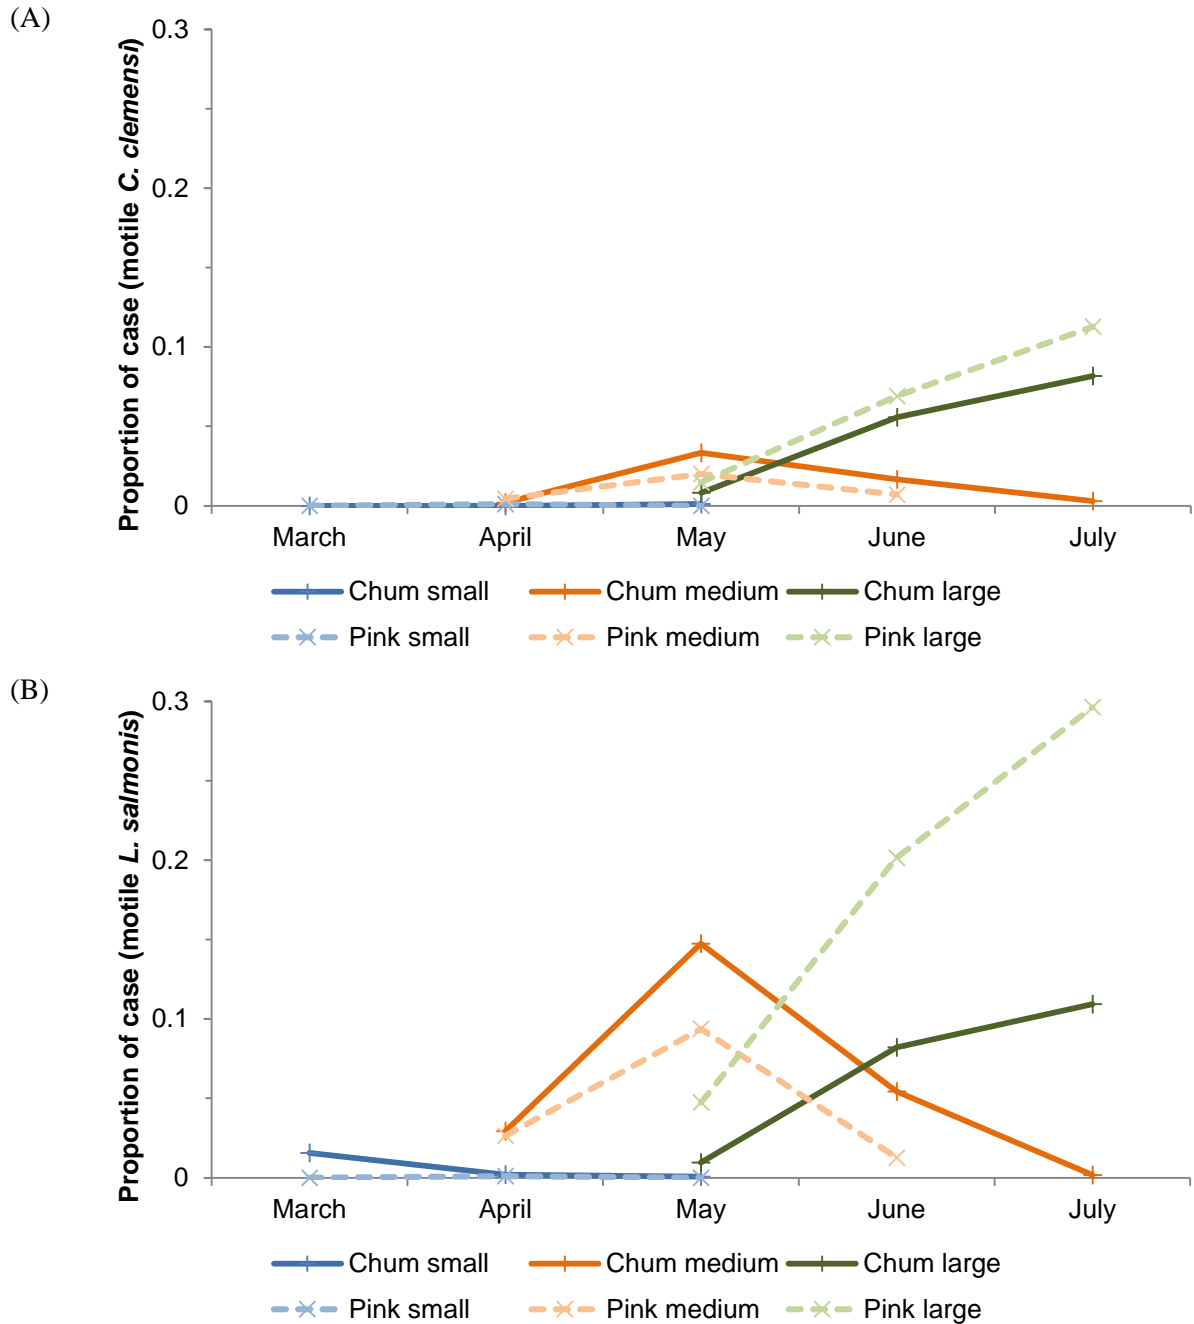 (A)
Proportion of case (motile C. clemensi)
0.3
0.2
0.1
0
March April May June July
Chum small Chum medium Chum large
Pink small Pink medium Pink large
(B)
Proportion of case (motile L. salmonis)
0.3
0.2
0.1
0
March April May June July
Chum small Chum medium Chum large
Pink small Pink medium Pink large